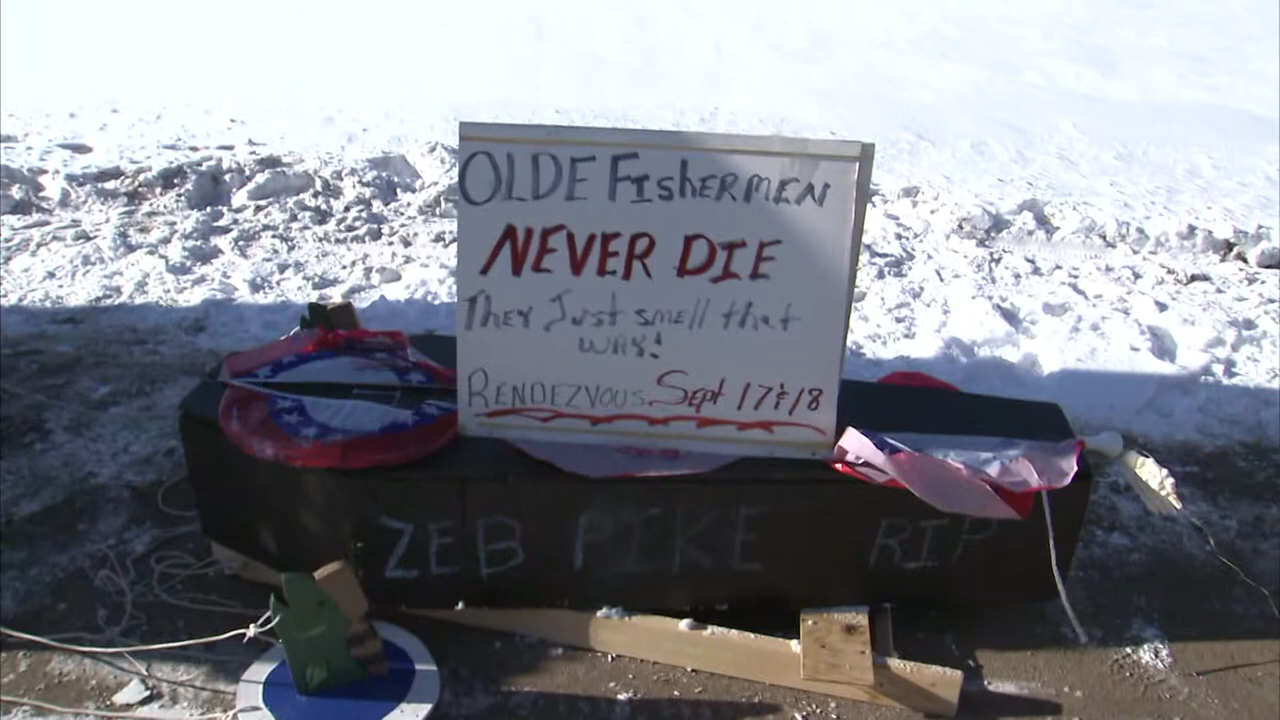 OLDE FIshERMEN
NEVER DIE
They Just smell that
WAY!
RENDEZVOUS Sept 17 & 18
ZEB PIKE RIP